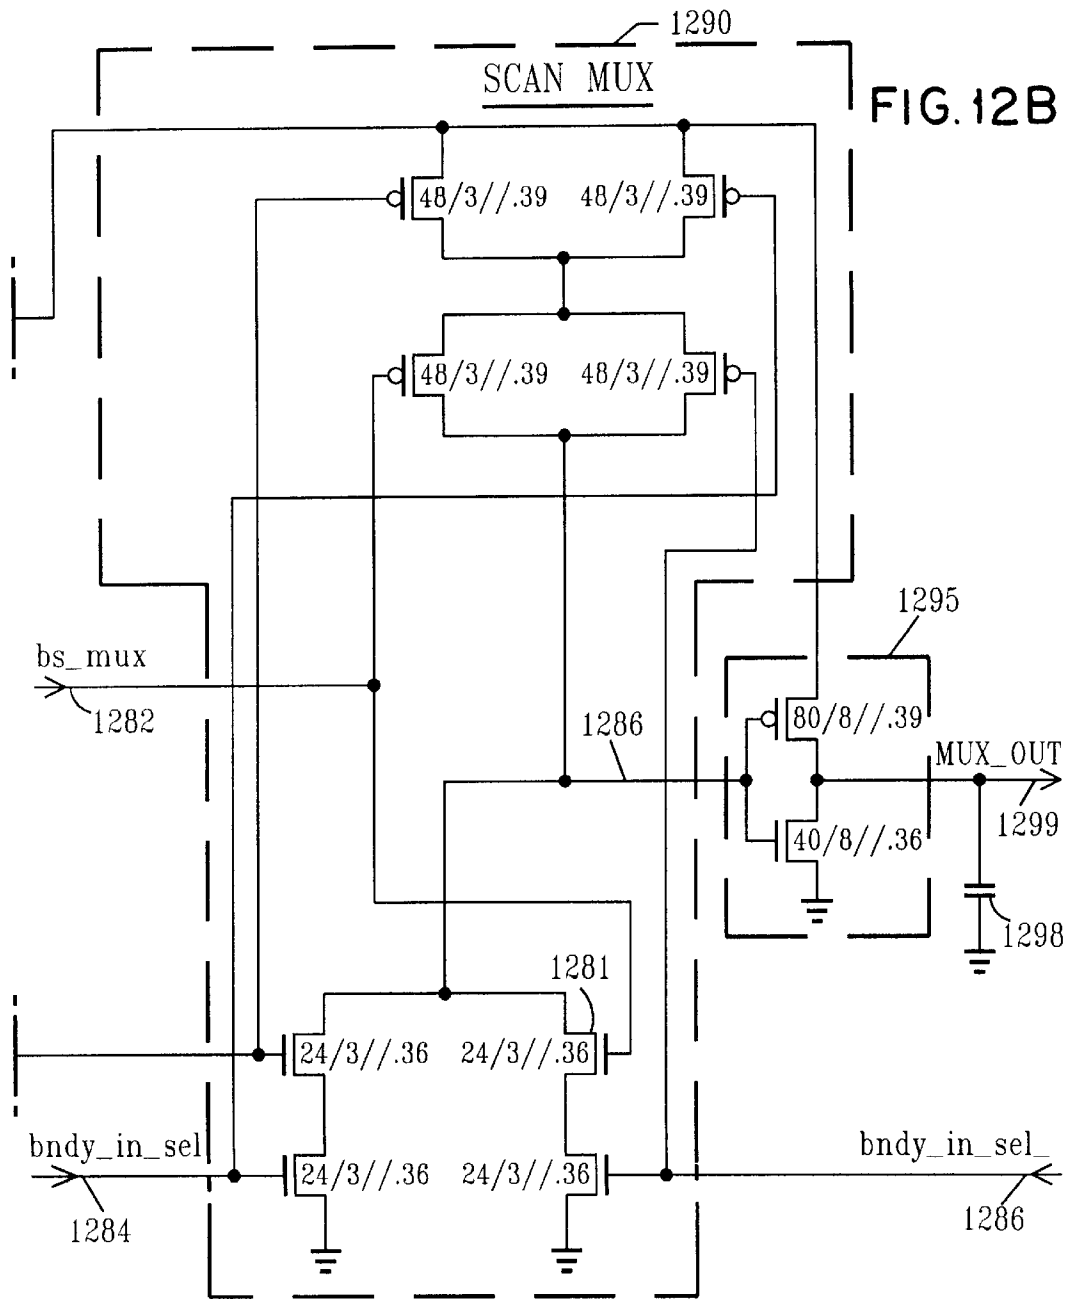 1290
SCAN MUX
FIG. 12B
48/3//.39 48/3//.39
48/3//.39 48/3//.39
1295
bs_mux
1282
80/8//.39
1286
MUX_OUT
1299
40/8//.36
1298
1281
24/3//.36 24/3//.36
bndy_in_sel
bndy_in_sel_
24/3//.36 24/3//.36
1284
1286